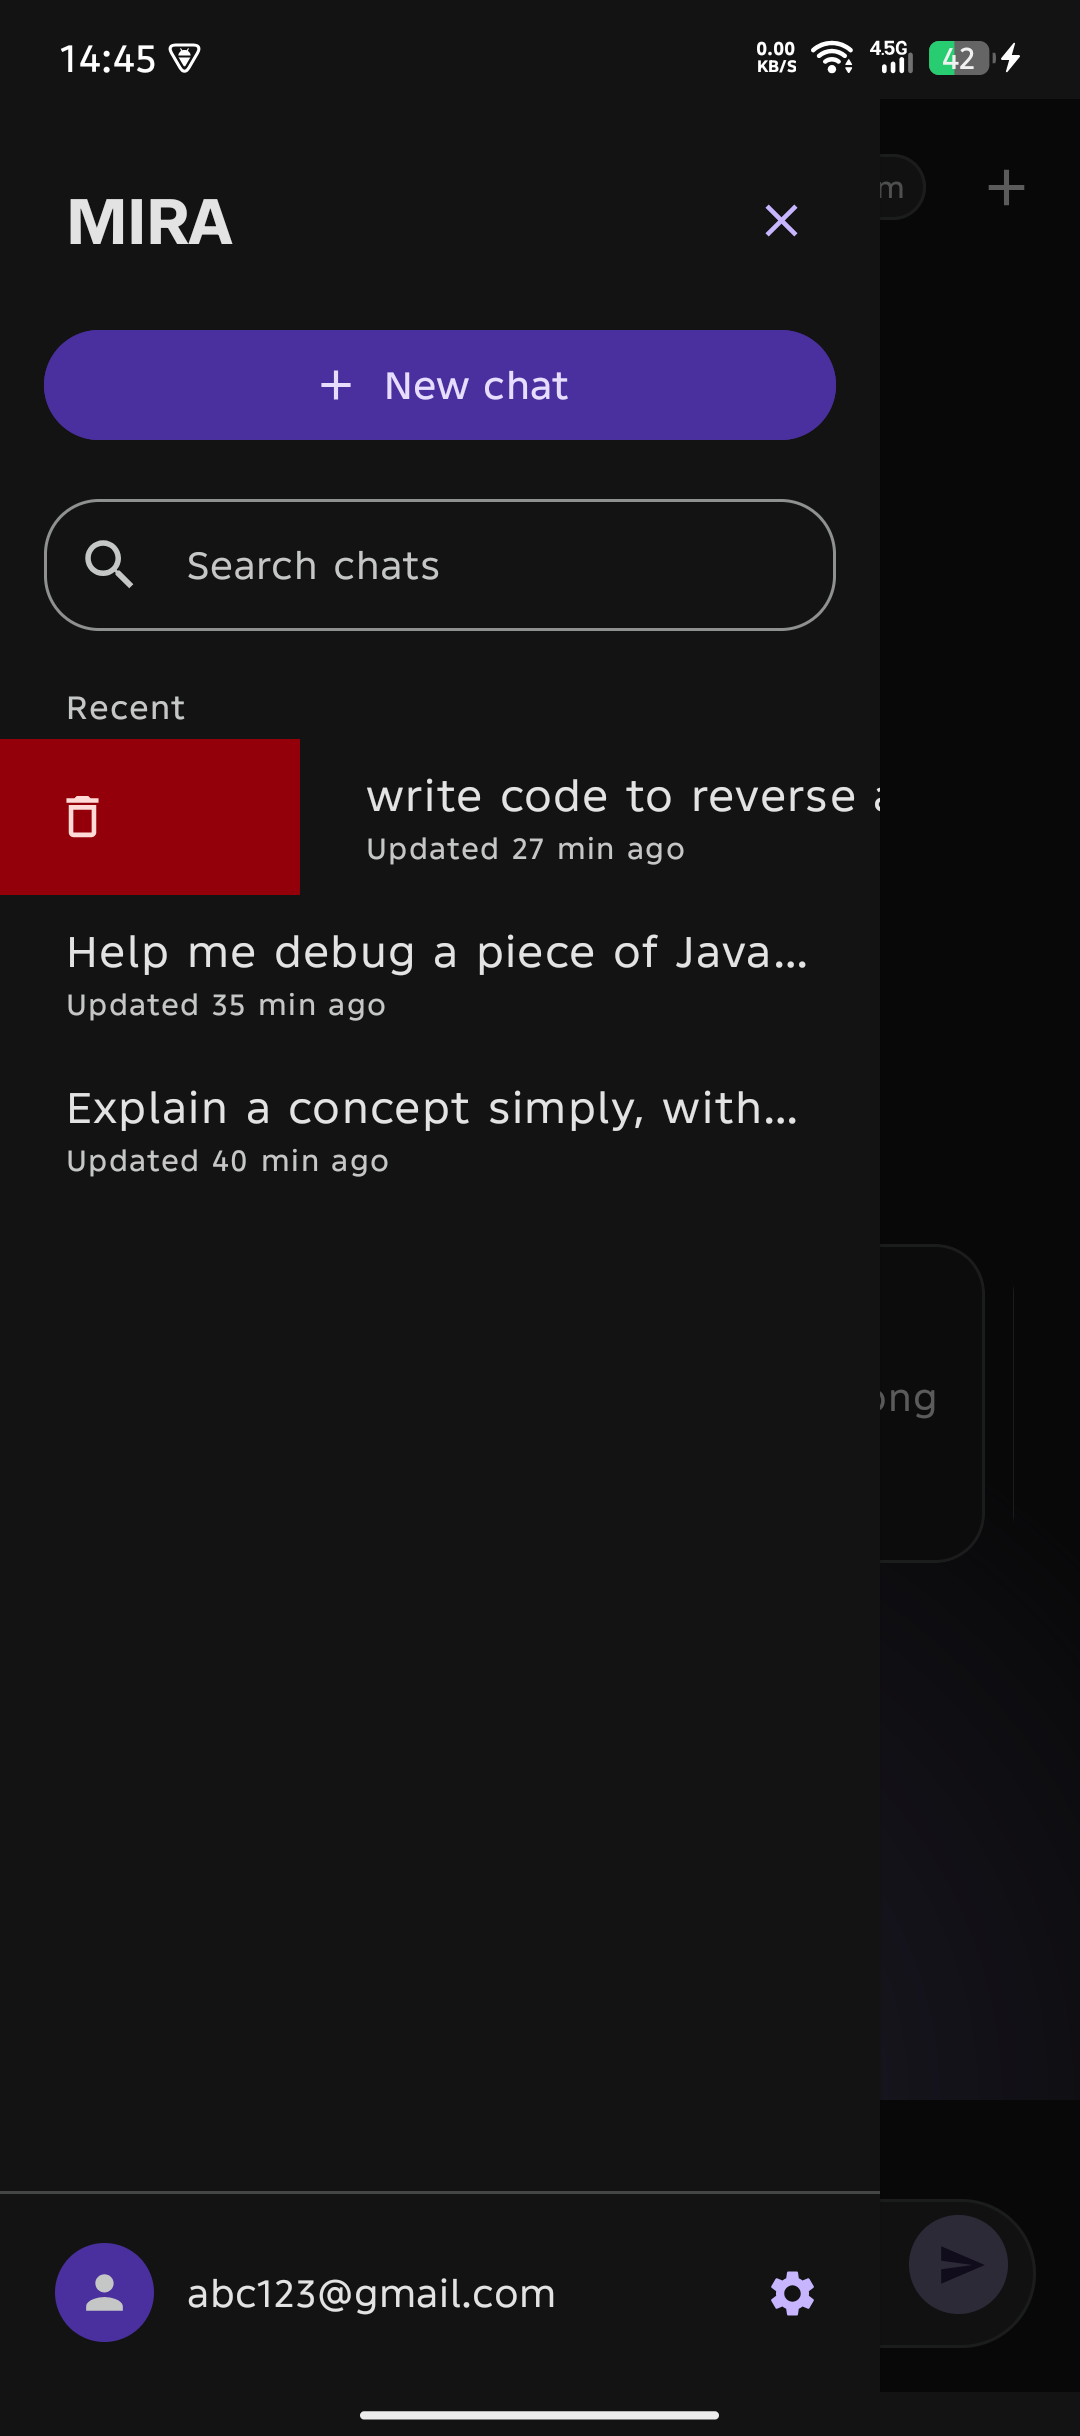 14:45
0.00
KB/S
4.5G
42
MIRA
New chat
Search chats
Recent
write code to reverse
Updated 27 min ago
Help me debug a piece of Java...
Updated 35 min ago
Explain a concept simply, with...
Updated 40 min ago
abc123@gmail.com